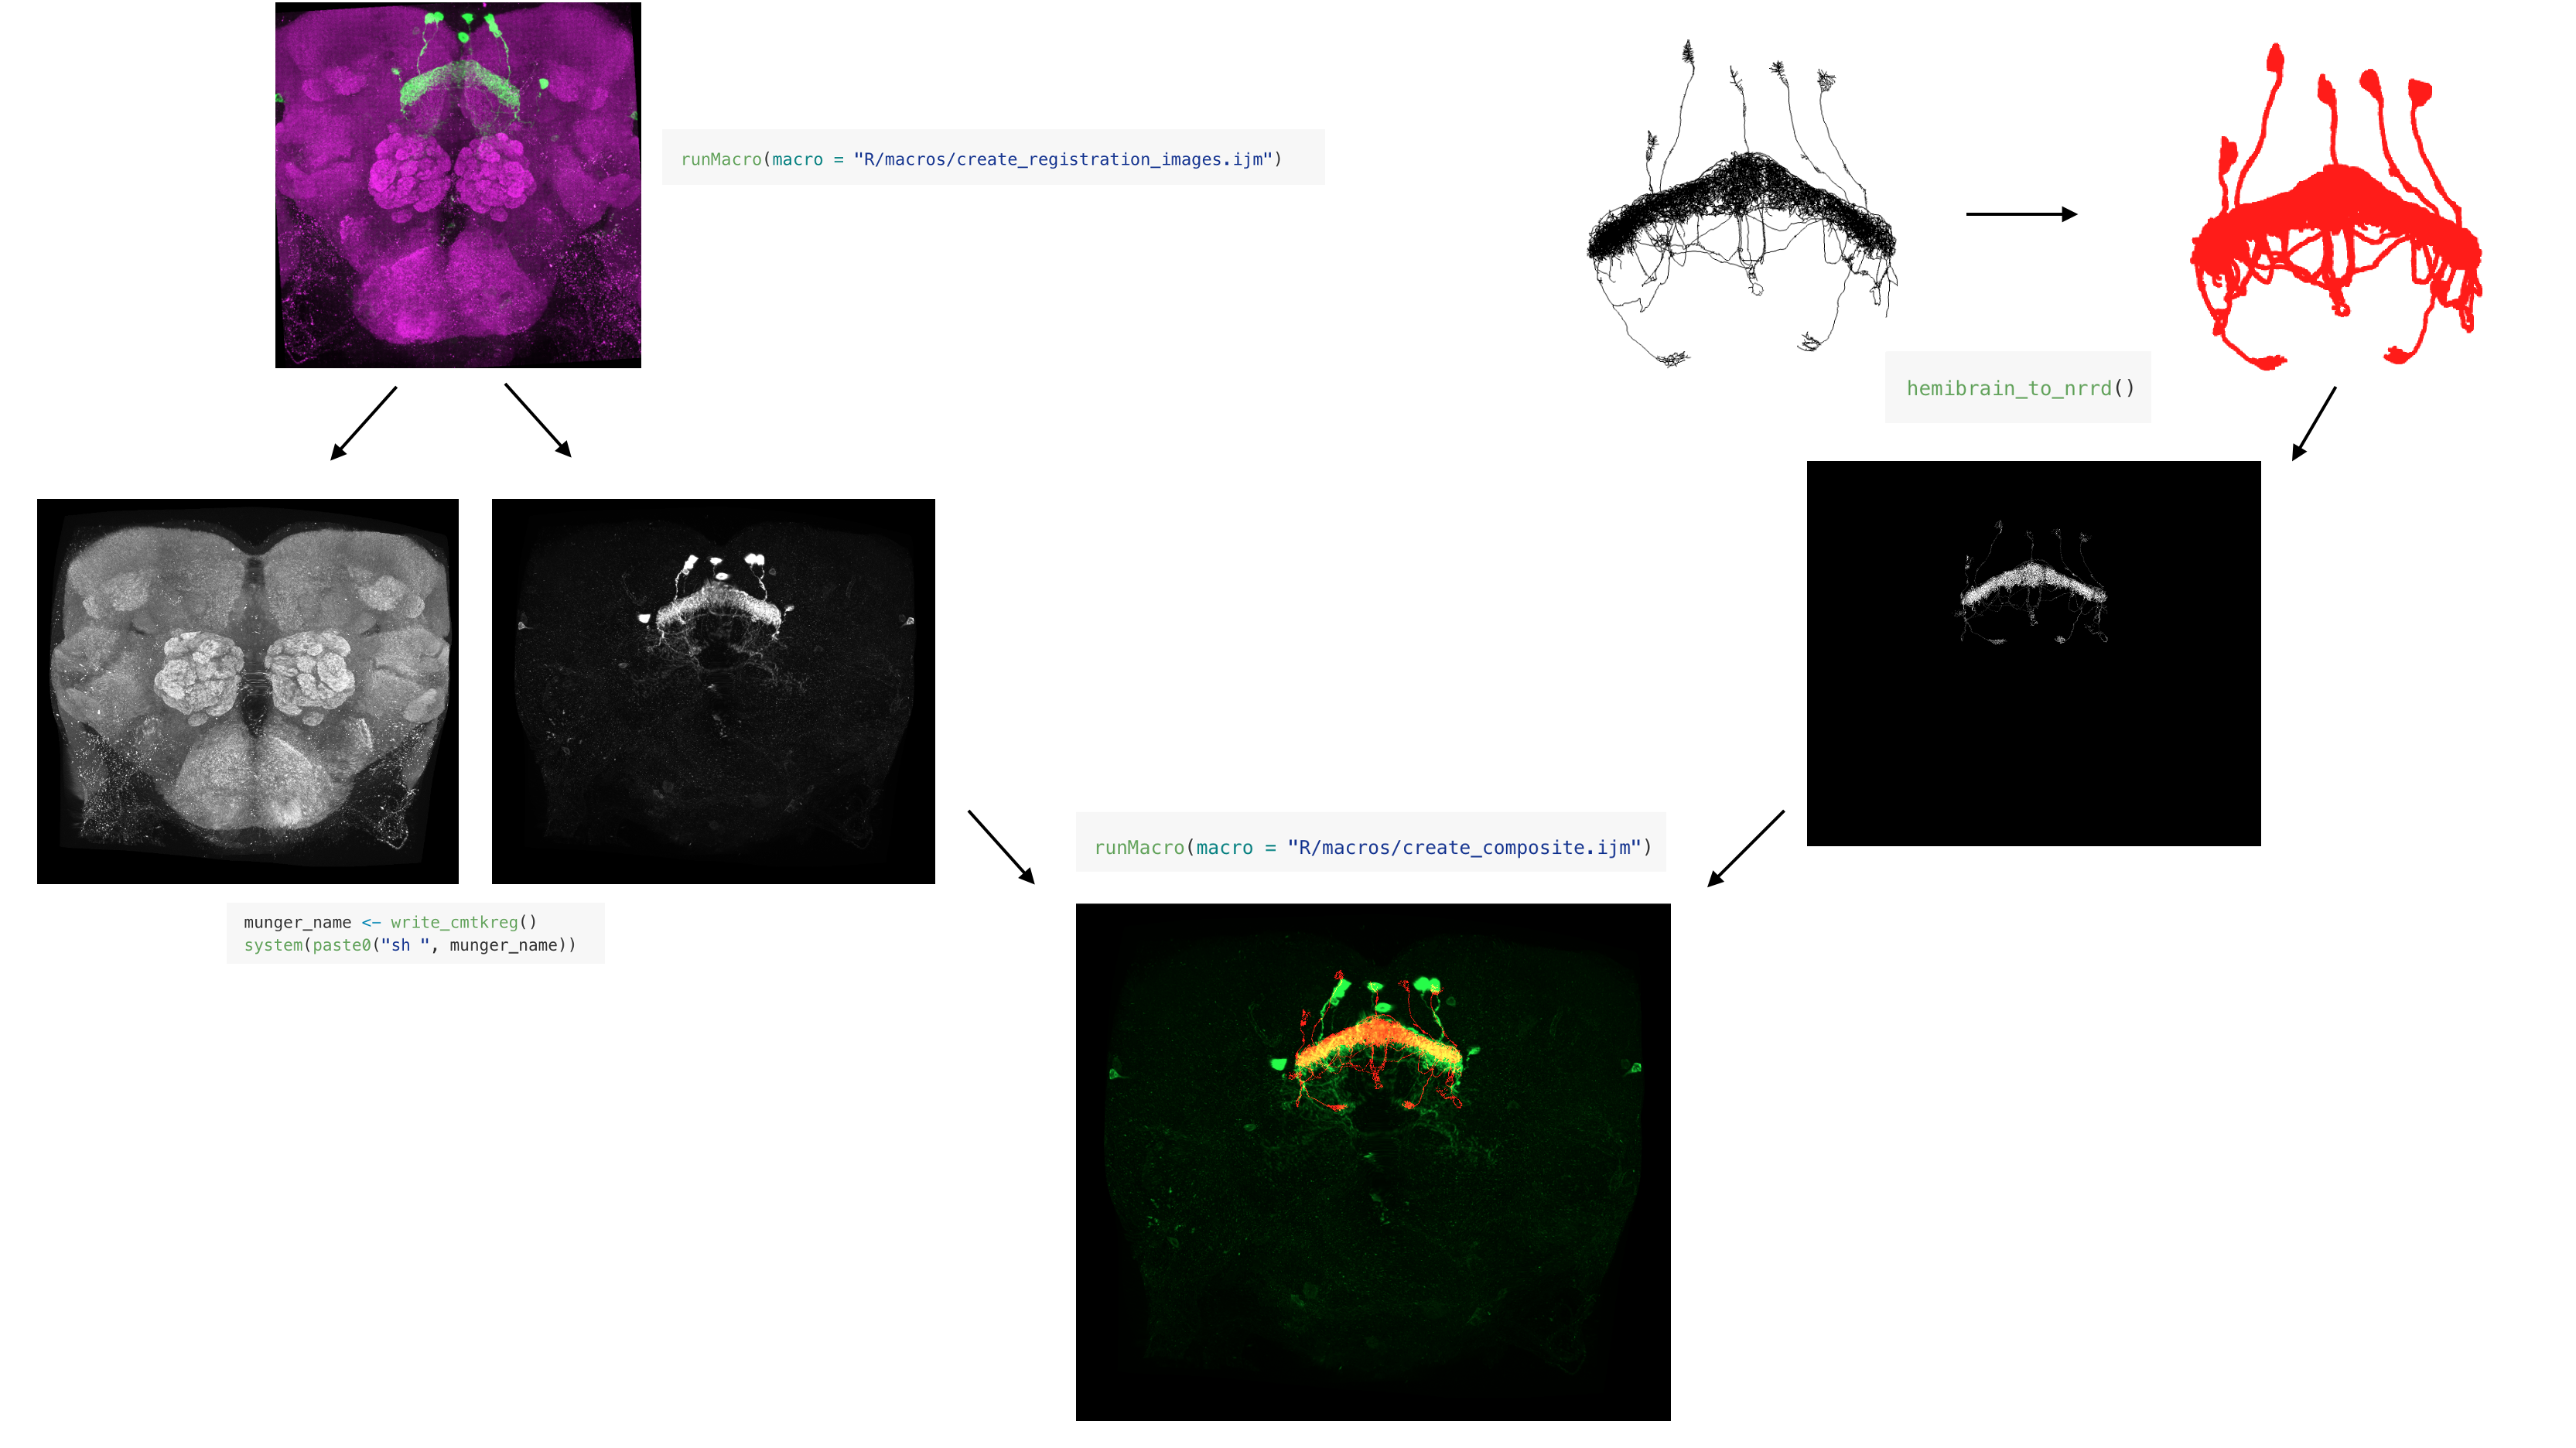 runMacro(macro = "R/macros/create_registration_images.ijm")
hemibrain_to_nrrd()
runMacro(macro = "R/macros/create_composite.ijm")
munger_name <- write_cmtkreg()
system(paste0("sh ", munger_name))